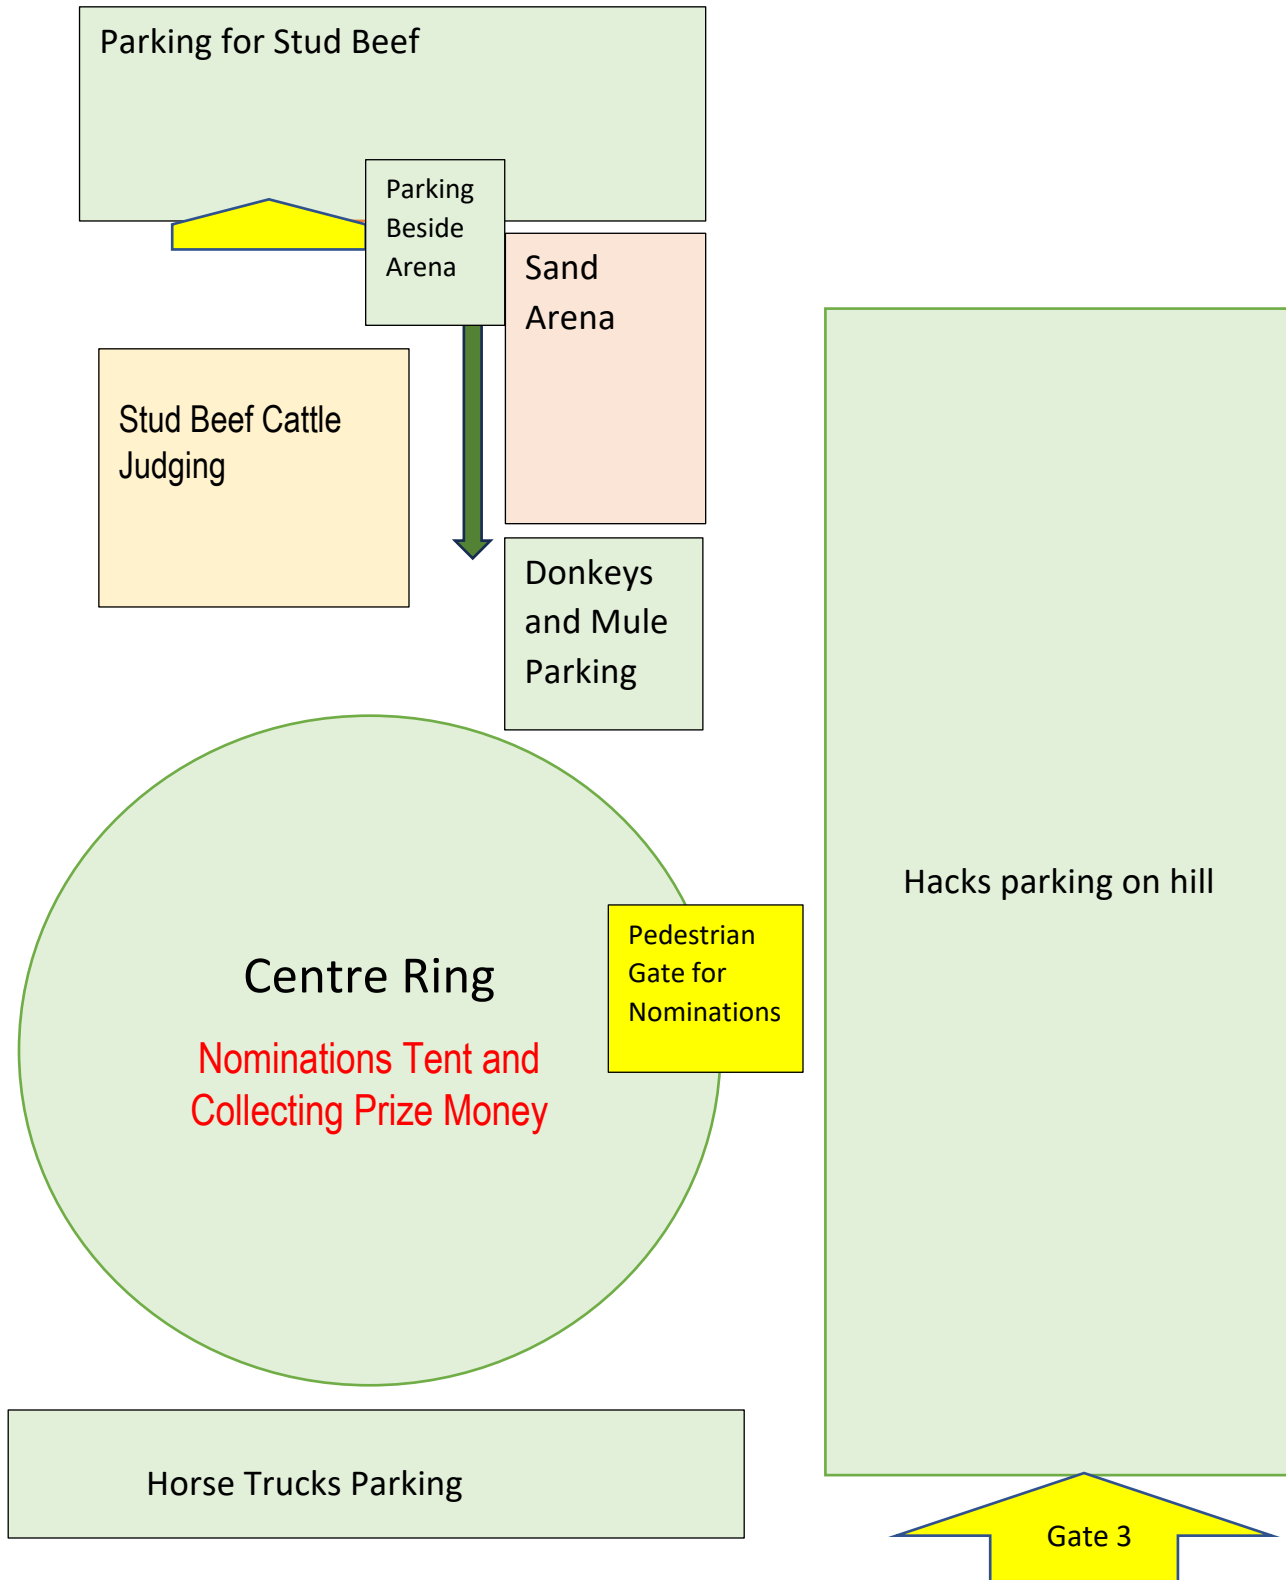 Parking for Stud Beef
Parking
Beside
Arena
Sand
Arena
Stud Beef Cattle
Judging
Donkeys
and Mule
Parking
Hacks parking on hill
Pedestrian
Gate for
Nominations
Centre Ring
Nominations Tent and
Collecting Prize Money
Horse Trucks Parking
Gate 3